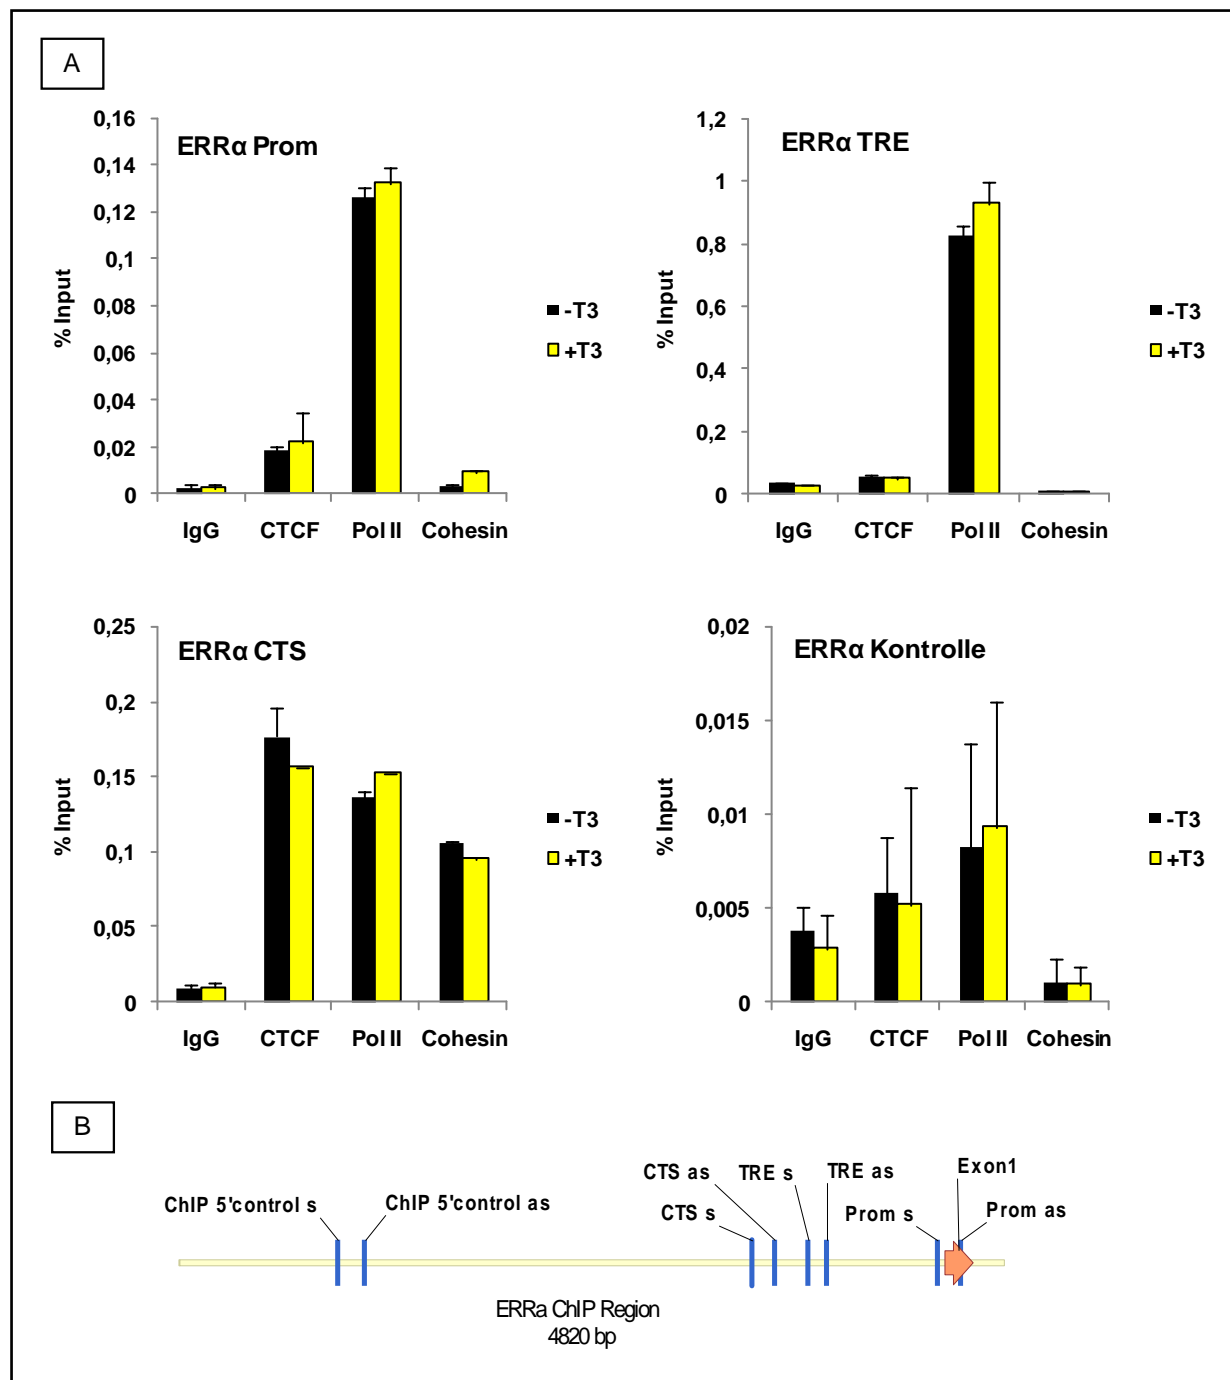 A
ERRα Prom
0,16
0,14
0,12
0,1
0,08
0,06
0,04
0,02
0
% Input
IgG CTCF Pol II Cohesin
-T3
+T3
ERRα TRE
1,2
1
0,8
0,6
0,4
0,2
0
% Input
IgG CTCF Pol II Cohesin
-T3
+T3
ERRα CTS
0,25
0,2
0,15
0,1
0,05
0
% Input
IgG CTCF Pol II Cohesin
-T3
+T3
ERRα Kontrolle
0,02
0,015
0,01
0,005
0
% Input
IgG CTCF Pol II Cohesin
-T3
+T3
B
ChIP 5'control s
ChIP 5'control as
CTS as
CTS s
TRE s
TRE as
Prom s
Exon1
Prom as
ERRa ChIP Region
4820 bp